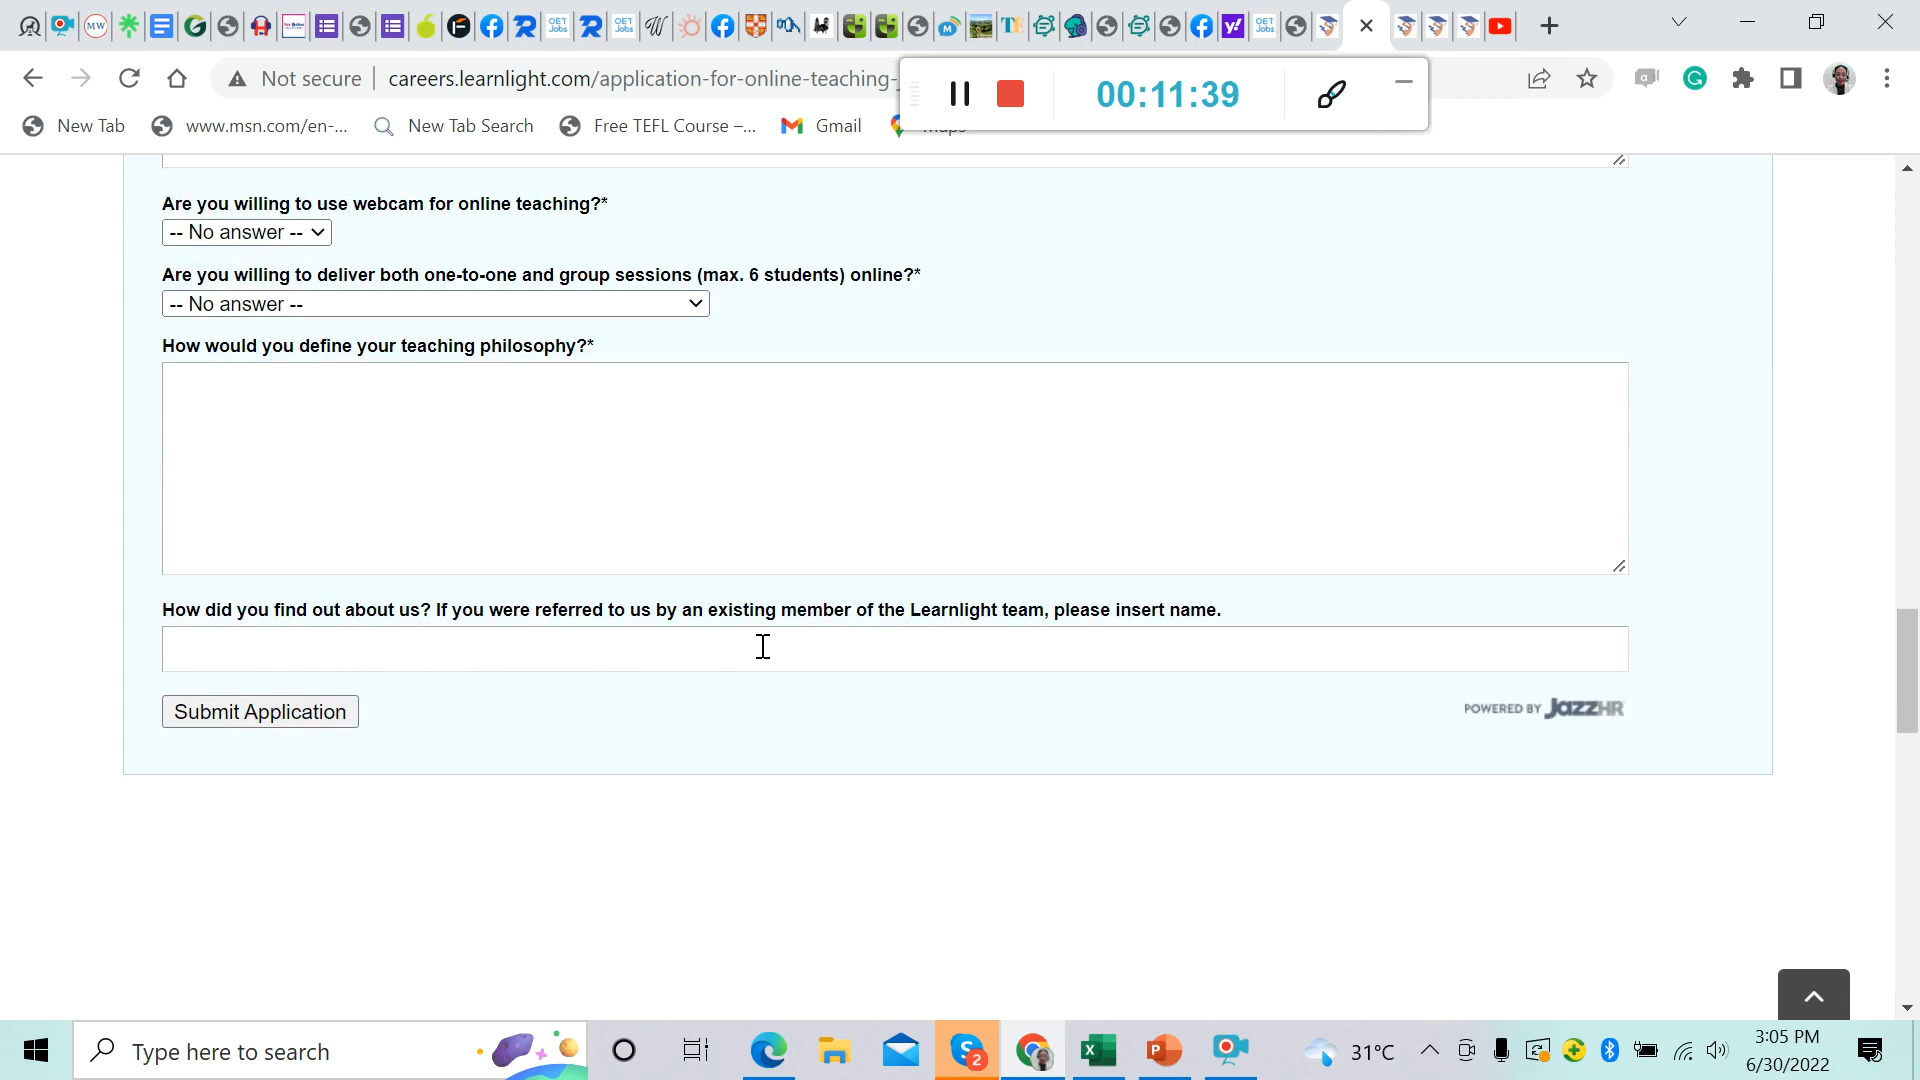 Not secure
careers.learnlight.com/application-for-online-teaching-
00:11:39
New Tab
www.msn.com/en-...
New Tab Search
Free TEFL Course –...
Gmail
Maps
Are you willing to use webcam for online teaching?*
-- No answer --
Are you willing to deliver both one-to-one and group sessions (max. 6 students) online?*
-- No answer --
How would you define your teaching philosophy?*
How did you find out about us? If you were referred to us by an existing member of the Learnlight team, please insert name.
Submit Application
POWERED BY JazzHR
Type here to search
2
31°C
3:05 PM
6/30/2022